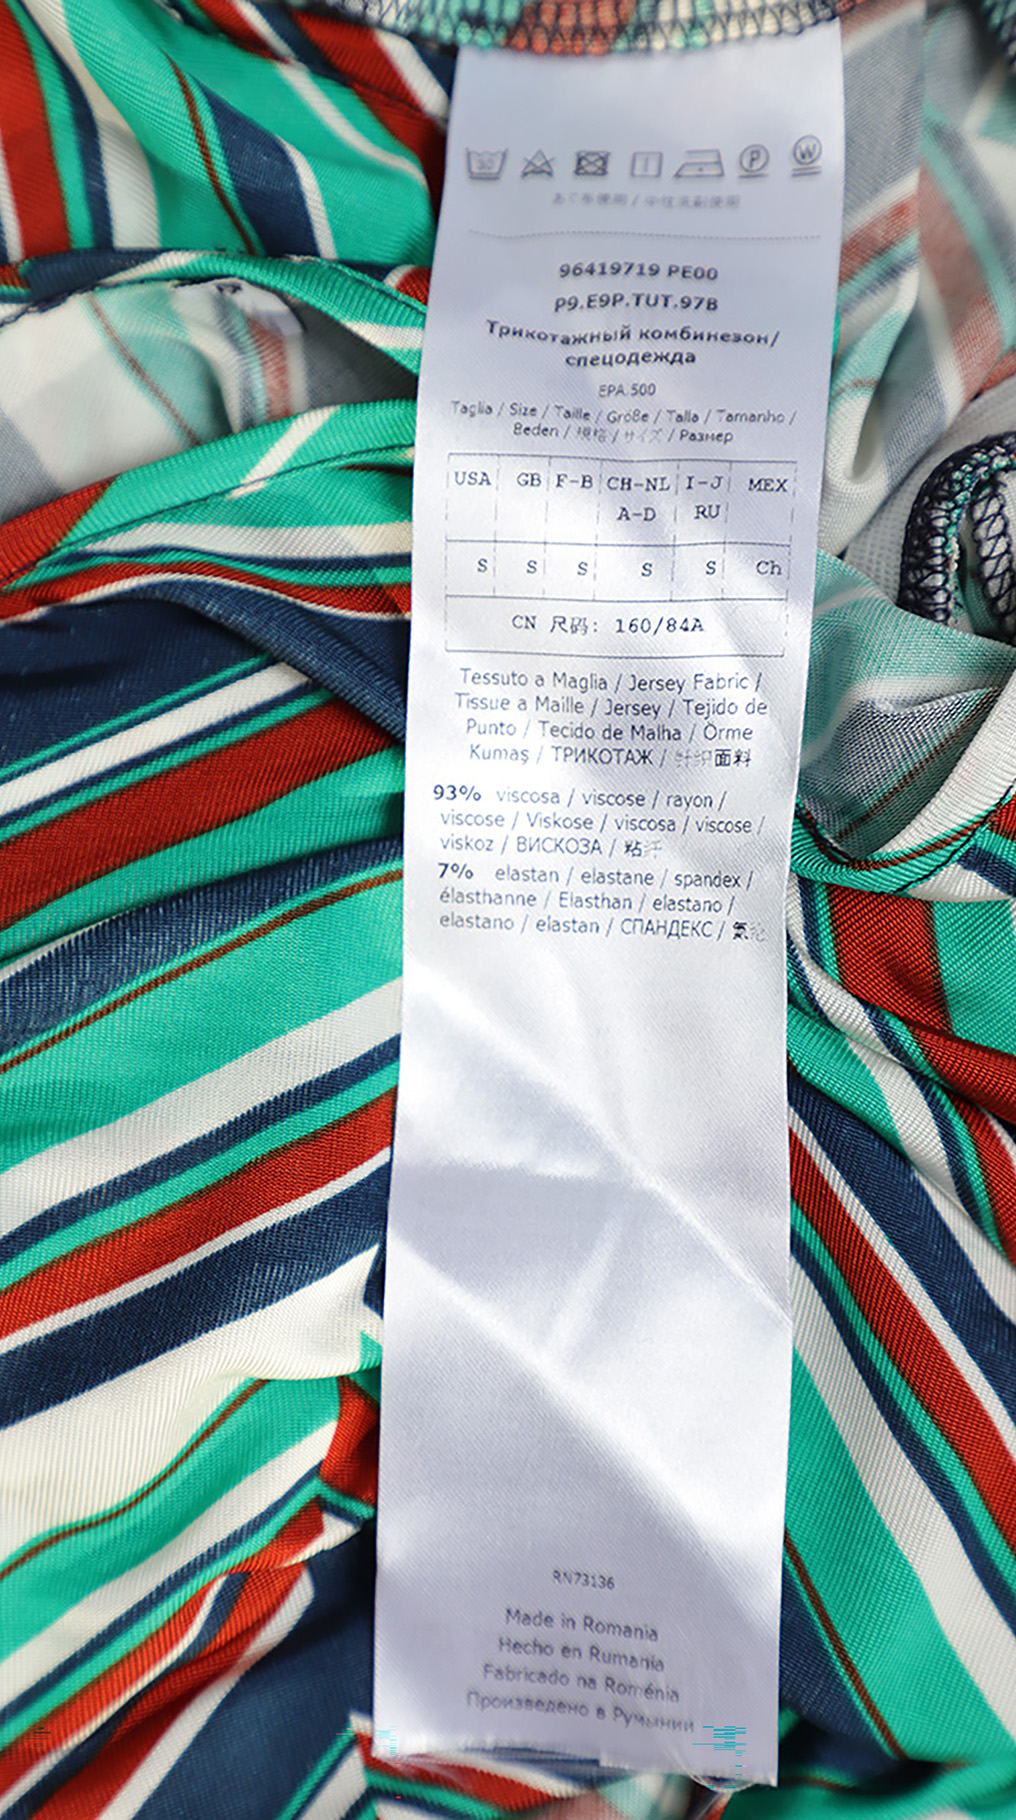 96419719 PE00
P9.E9P.TUT.97B
Трикотажный комбинезон/
спецодежда
EPA.500
Taglia / Size / Taille / Größe / Talla / Tamanho /
Beden / 規格 / サイズ / Размер
USA GB F-B CH-NL I-J MEX
A-D RU
S S S S S Ch
CN 尺码: 160/84A
Tessuto a Maglia / Jersey Fabric /
Tissue a Maille / Jersey / Tejido de
Punto / Tecido de Malha / Örme
Kumaş / ТРИКОТАЖ / 针织面料
93% viscosa / viscose / rayon /
viscose / Viskose / viscosa / viscose /
viskoz / ВИСКОЗА / 粘纤
7% elastan / elastane / spandex /
élasthanne / Elasthan / elastano /
elastano / elastan / СПАНДЕКС / 氨纶
RN73136
Made in Romania
Hecho en Rumania
Fabricado na Roménia
Произведено в Румынии